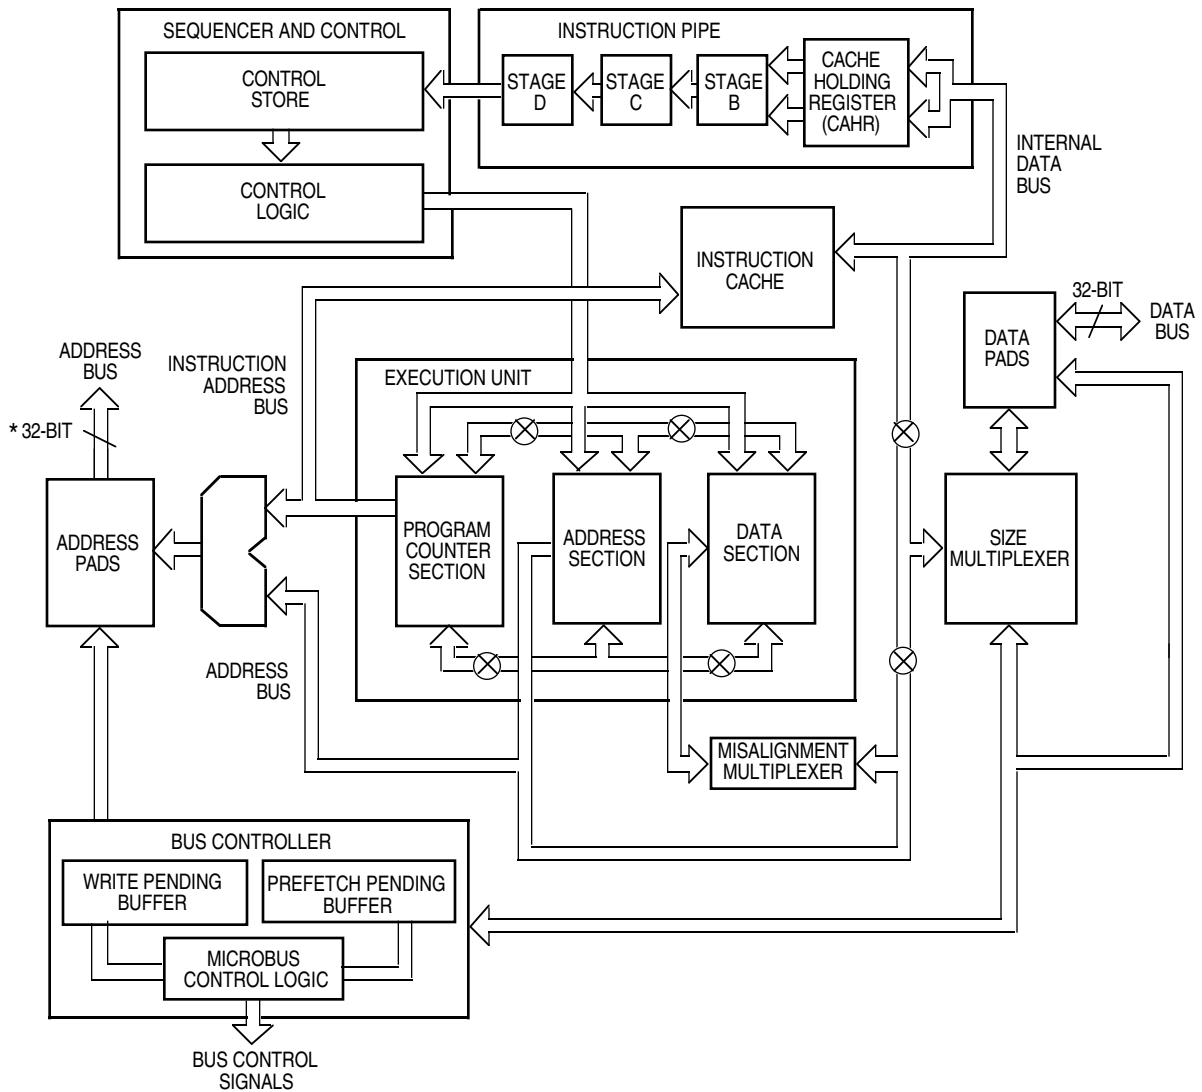 SEQUENCER AND CONTROL
CONTROL
STORE
CONTROL
LOGIC
INSTRUCTION PIPE
STAGE
D
STAGE
C
STAGE
B
CACHE
HOLDING
REGISTER
(CAHR)
INTERNAL
DATA
BUS
INSTRUCTION
CACHE
32-BIT
DATA
BUS
DATA
PADS
ADDRESS
BUS
* 32-BIT
INSTRUCTION
ADDRESS
BUS
EXECUTION UNIT
ADDRESS
PADS
PROGRAM
COUNTER
SECTION
ADDRESS
SECTION
DATA
SECTION
SIZE
MULTIPLEXER
ADDRESS
BUS
MISALIGNMENT
MULTIPLEXER
BUS CONTROLLER
WRITE PENDING
BUFFER
PREFETCH PENDING
BUFFER
MICROBUS
CONTROL LOGIC
BUS CONTROL
SIGNALS